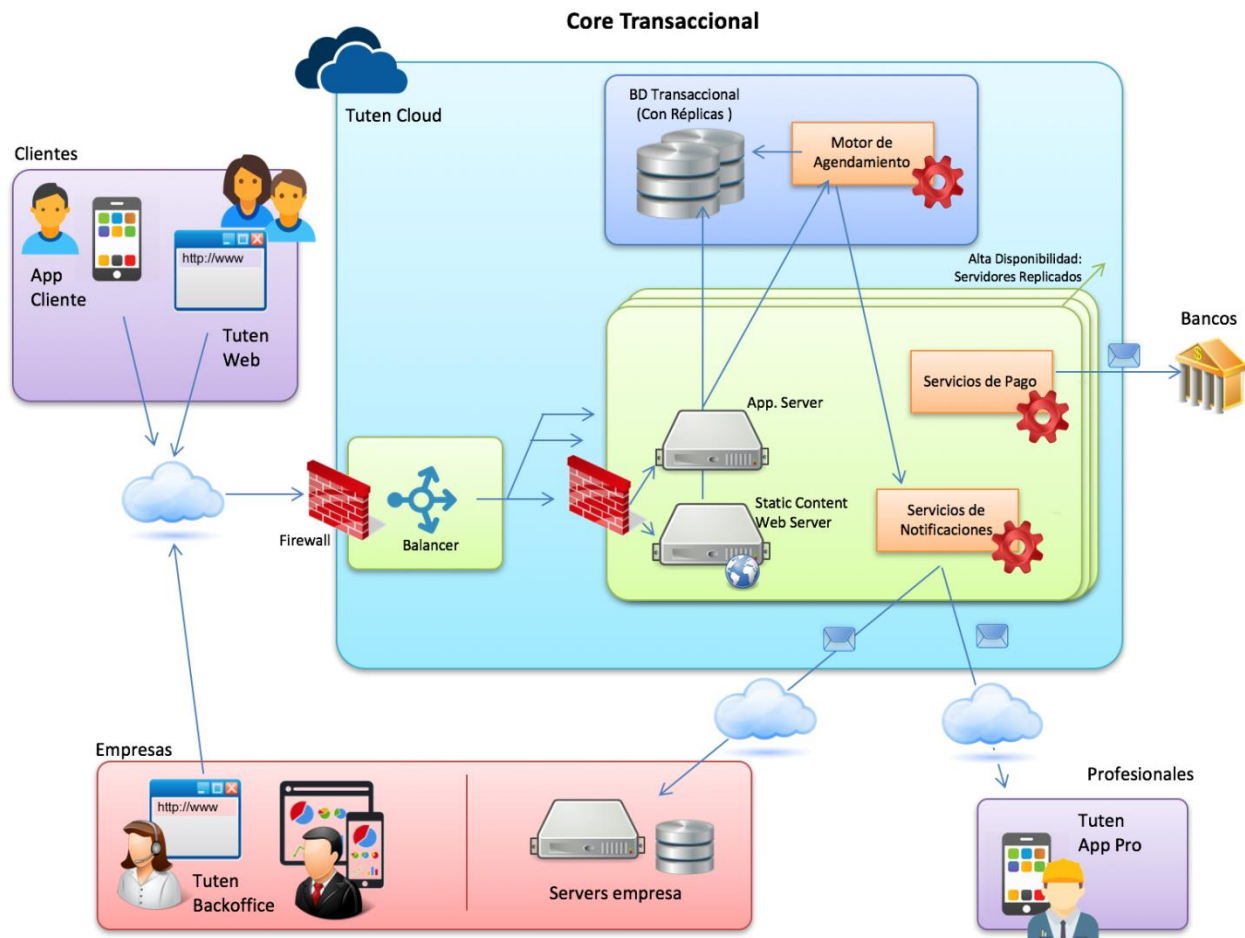 Core Transaccional
Tuten Cloud
BD Transaccional
(Con Réplicas )
Motor de
Agendamiento
Clientes
http://www
App
Cliente
Tuten
Web
Alta Disponibilidad:
Servidores Replicados
Bancos
$
Servicios de Pago
App. Server
Static Content
Web Server
Servicios de
Notificaciones
Firewall
Balancer
Empresas
http://www
Tuten
Backoffice
Servers empresa
Profesionales
Tuten
App Pro